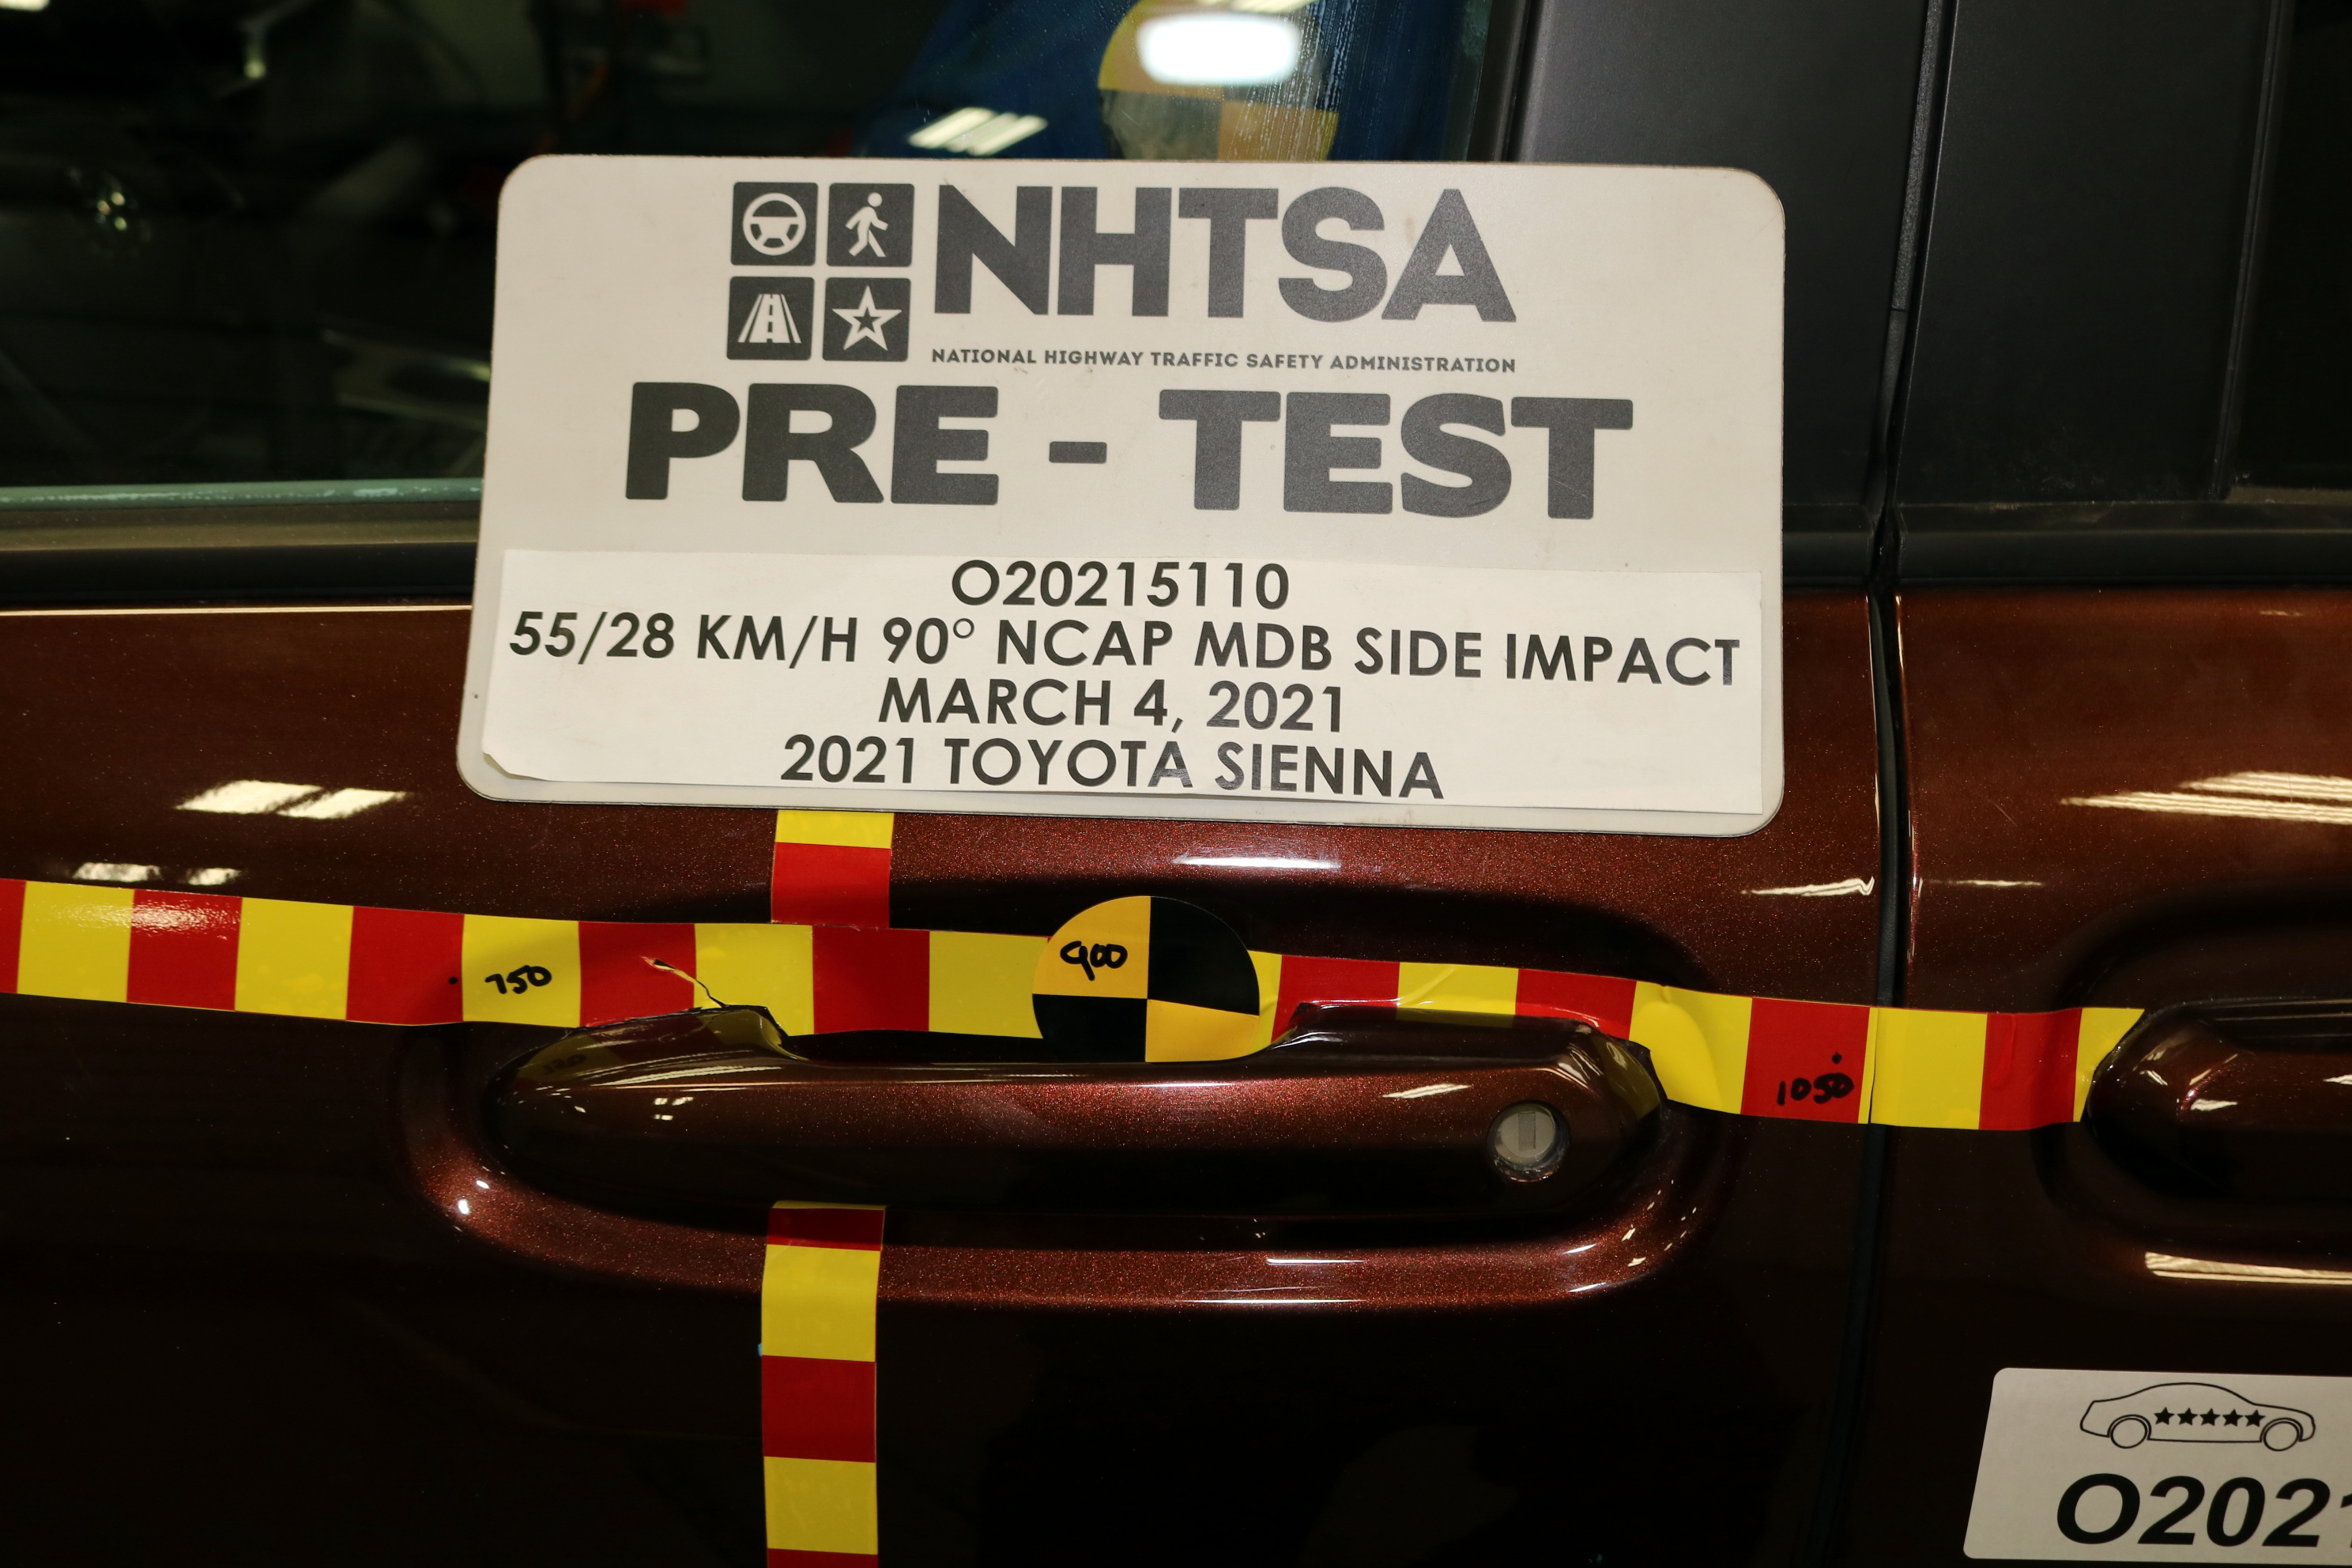 NHTSA
NATIONAL HIGHWAY TRAFFIC SAFETY ADMINISTRATION
PRE - TEST
O20215110
55/28 KM/H 90° NCAP MDB SIDE IMPACT
MARCH 4, 2021
2021 TOYOTA SIENNA
750
900
1050
O2021